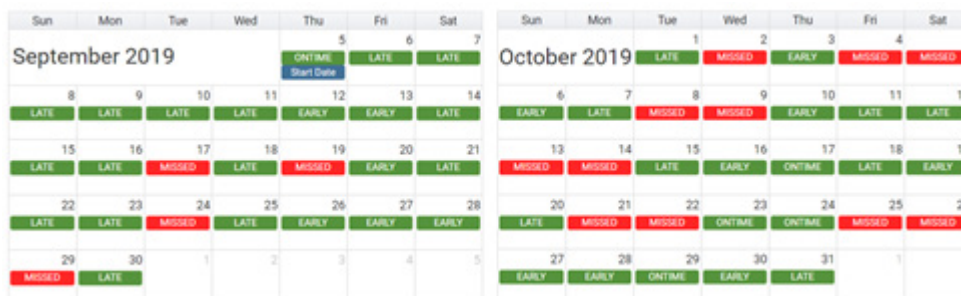 Sun Mon Tue Wed Thu Fri Sat
September 2019
5 6 7
ONTIME LATE LATE
Start Date
8 9 10 11 12 13 14
LATE LATE LATE LATE EARLY EARLY LATE
15 16 17 18 19 20 21
LATE LATE MISSED LATE MISSED EARLY LATE
22 23 24 25 26 27 28
LATE LATE MISSED LATE EARLY EARLY EARLY
29 30 1 2 3 4 5
MISSED LATE
Sun Mon Tue Wed Thu Fri Sat
October 2019
1 2 3 4
LATE MISSED EARLY MISSED MISSED
6 7 8 9 10 11
EARLY LATE MISSED MISSED EARLY LATE LATE
13 14 15 16 17 18
MISSED MISSED LATE EARLY ONTIME LATE EARLY
20 21 22 23 24 25
LATE MISSED MISSED ONTIME ONTIME MISSED MISSED
27 28 29 30 31 1
EARLY EARLY ONTIME EARLY LATE